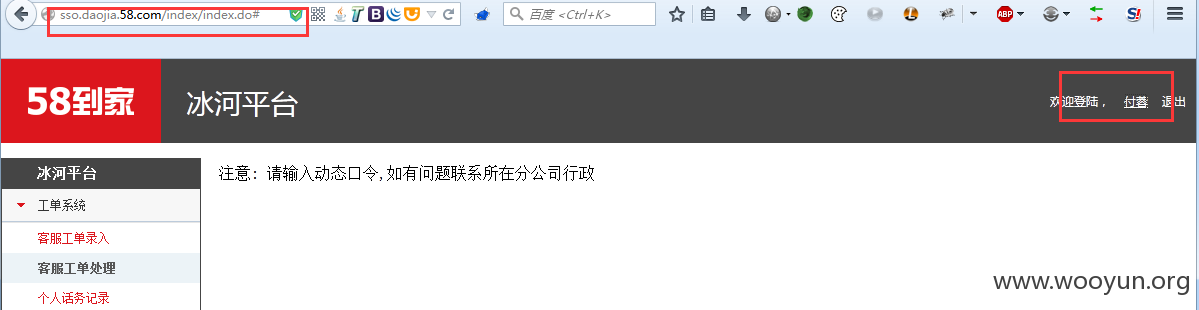 sso.daojia.58.com/index/index.do#
百度 <Ctrl+K>
ABP
S!
58到家
冰河平台
欢迎登陆， 付蓉 退出
冰河平台
注意：请输入动态口令,如有问题联系所在分公司行政
工单系统
客服工单录入
客服工单处理
个人话务记录
www.wooyun.org